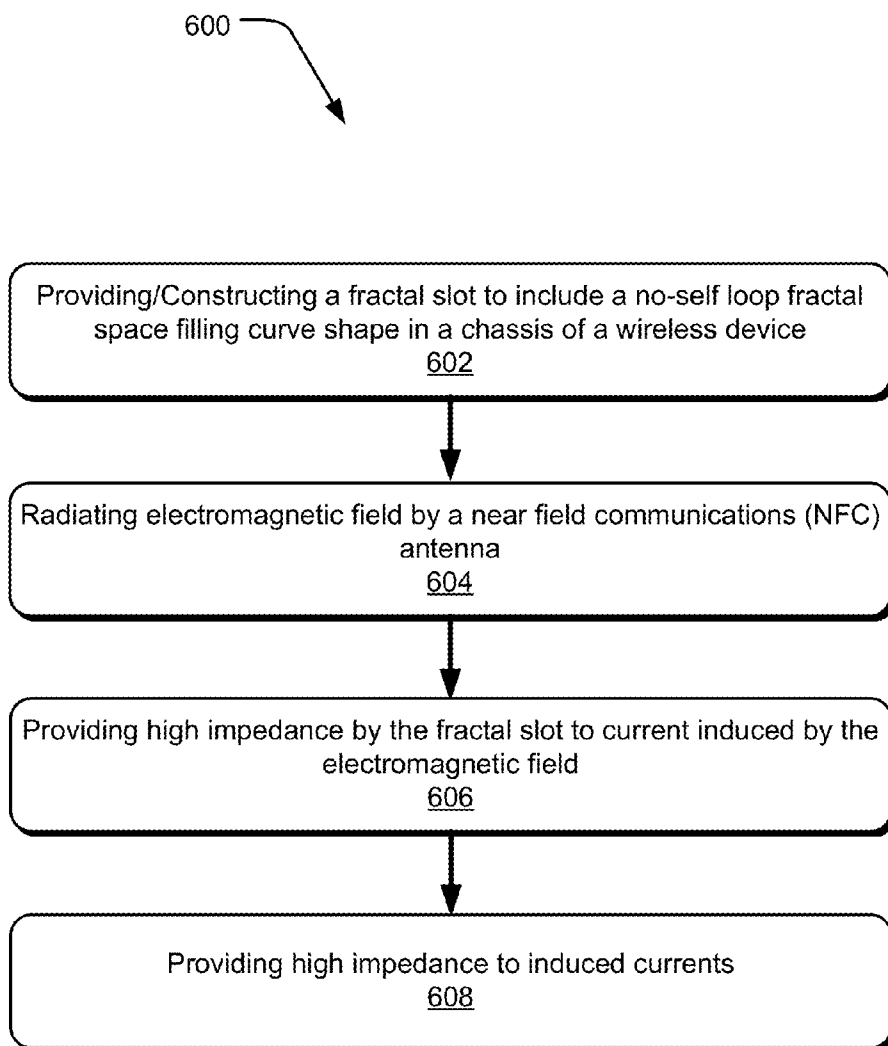 600
Providing/Constructing a fractal slot to include a no-self loop fractal
space filling curve shape in a chassis of a wireless device
602
Radiating electromagnetic field by a near field communications (NFC)
antenna
604
Providing high impedance by the fractal slot to current induced by the
electromagnetic field
606
Providing high impedance to induced currents
608